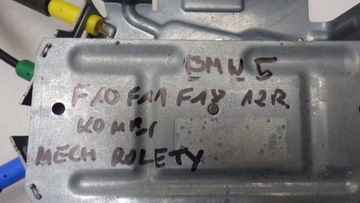 BMW 5
F10 F11 F18 12R.
KOMBI
MECH ROLETY